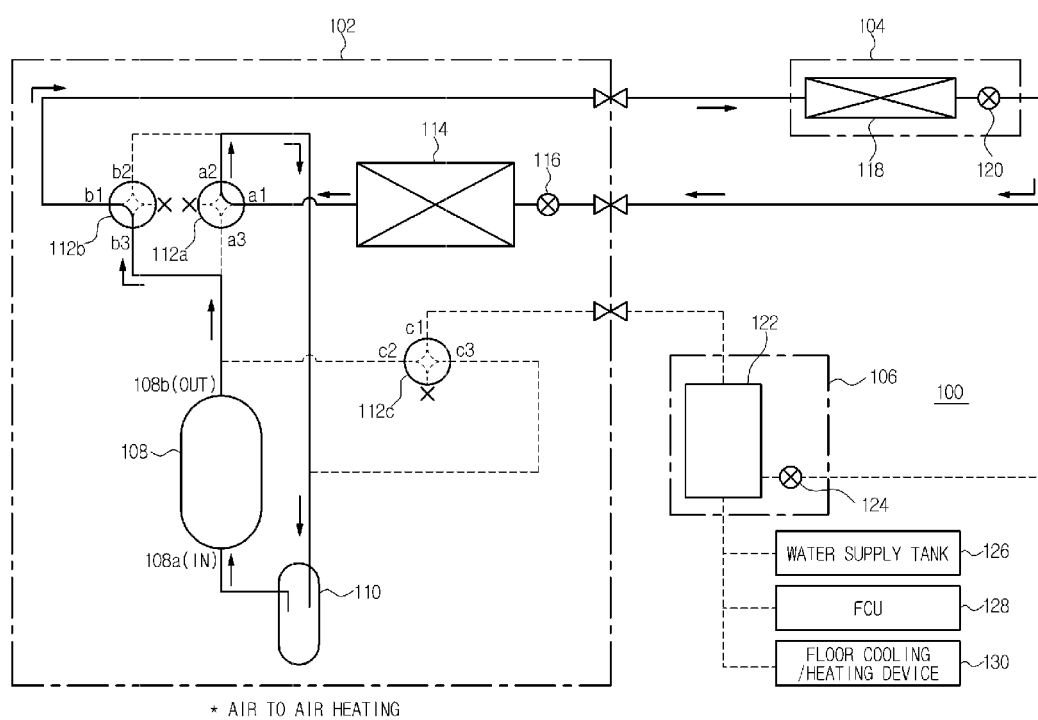 102
104
114
116
118
120
b2
a2
b1
a1
b3
a3
112b
112a
c1
c2
c3
112c
122
106
100
108b(OUT)
108
124
108a(IN)
110
WATER SUPPLY TANK
126
FCU
128
FLOOR COOLING
/HEATING DEVICE
130
* AIR TO AIR HEATING